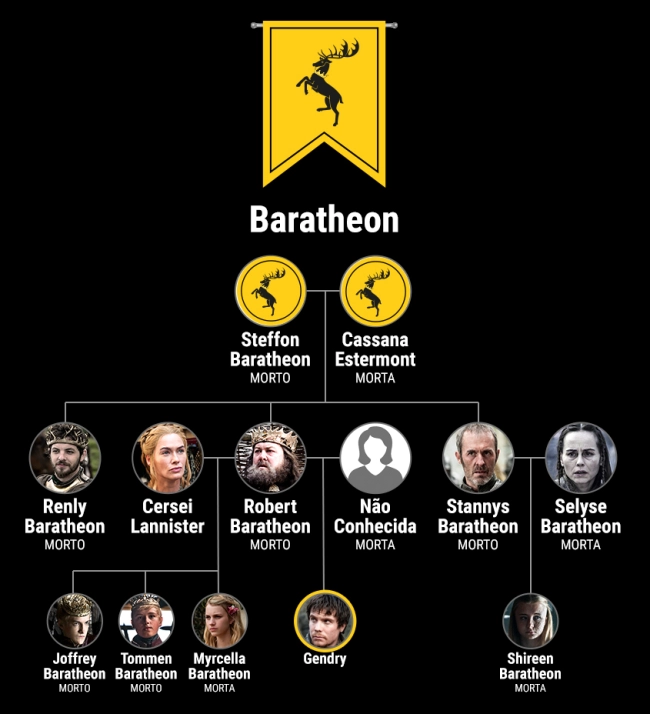 Baratheon
Steffon
Baratheon
MORTO
Cassana
Estermont
MORTA
Renly
Baratheon
MORTO
Cersei
Lannister
Robert
Baratheon
MORTO
Não
Conhecida
MORTA
Stannys
Baratheon
MORTO
Selyse
Baratheon
MORTA
Joffrey
Baratheon
MORTO
Tommen
Baratheon
MORTO
Myrcella
Baratheon
MORTA
Gendry
Shireen
Baratheon
MORTA